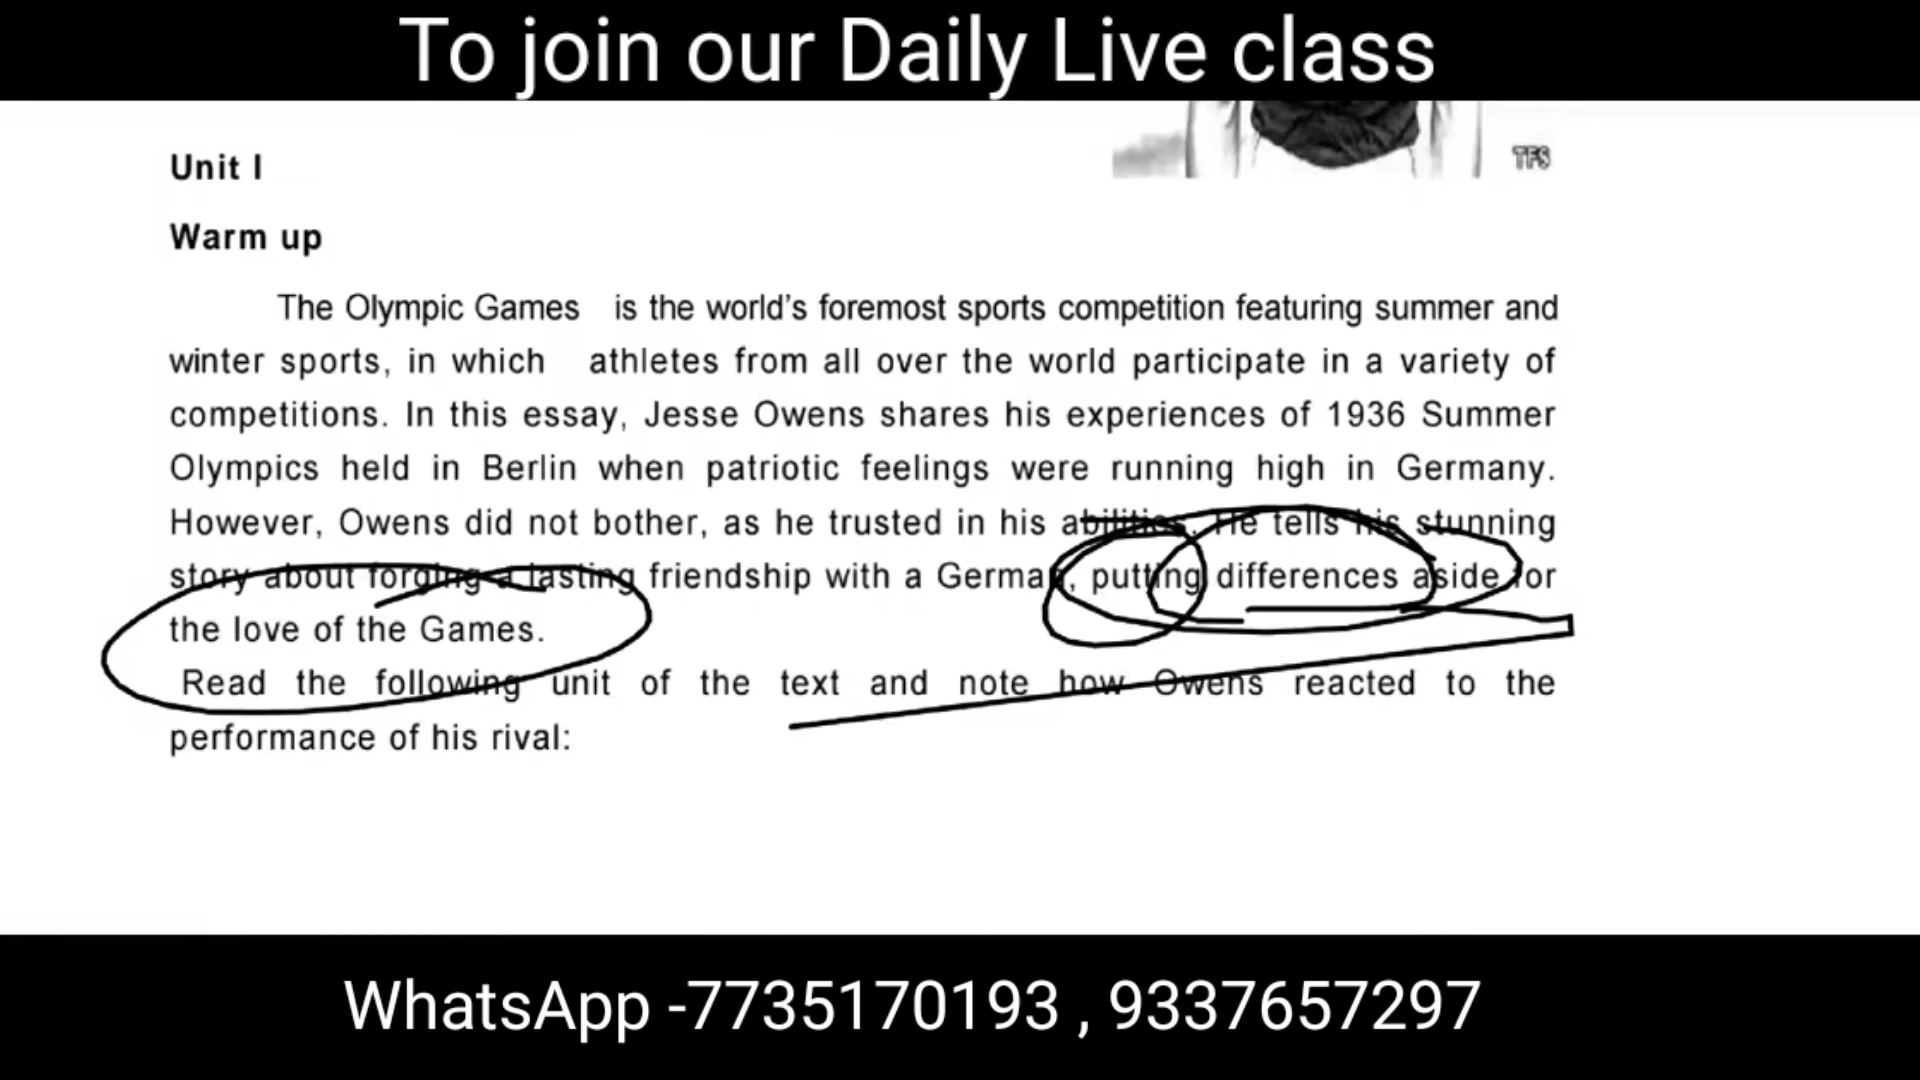 To join our Daily Live class
TFS
Unit I
Warm up
The Olympic Games is the world's foremost sports competition featuring summer and
winter sports, in which athletes from all over the world participate in a variety of
competitions. In this essay, Jesse Owens shares his experiences of 1936 Summer
Olympics held in Berlin when patriotic feelings were running high in Germany.
However, Owens did not bother, as he trusted in his abilities. He tells his stunning
story about forging a lasting friendship with a German, putting differences aside for
the love of the Games.
Read the following unit of the text and note how Owens reacted to the
performance of his rival:
WhatsApp -7735170193 , 9337657297